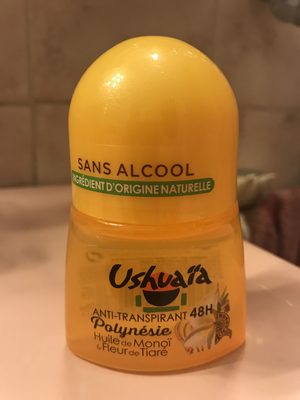 SANS ALCOOL
INGRÉDIENT D'ORIGINE NATURELLE
Ushuaïa
ANTI-TRANSPIRANT 48H
Polynésie
Huile de Monoï
& Fleur de Tiaré